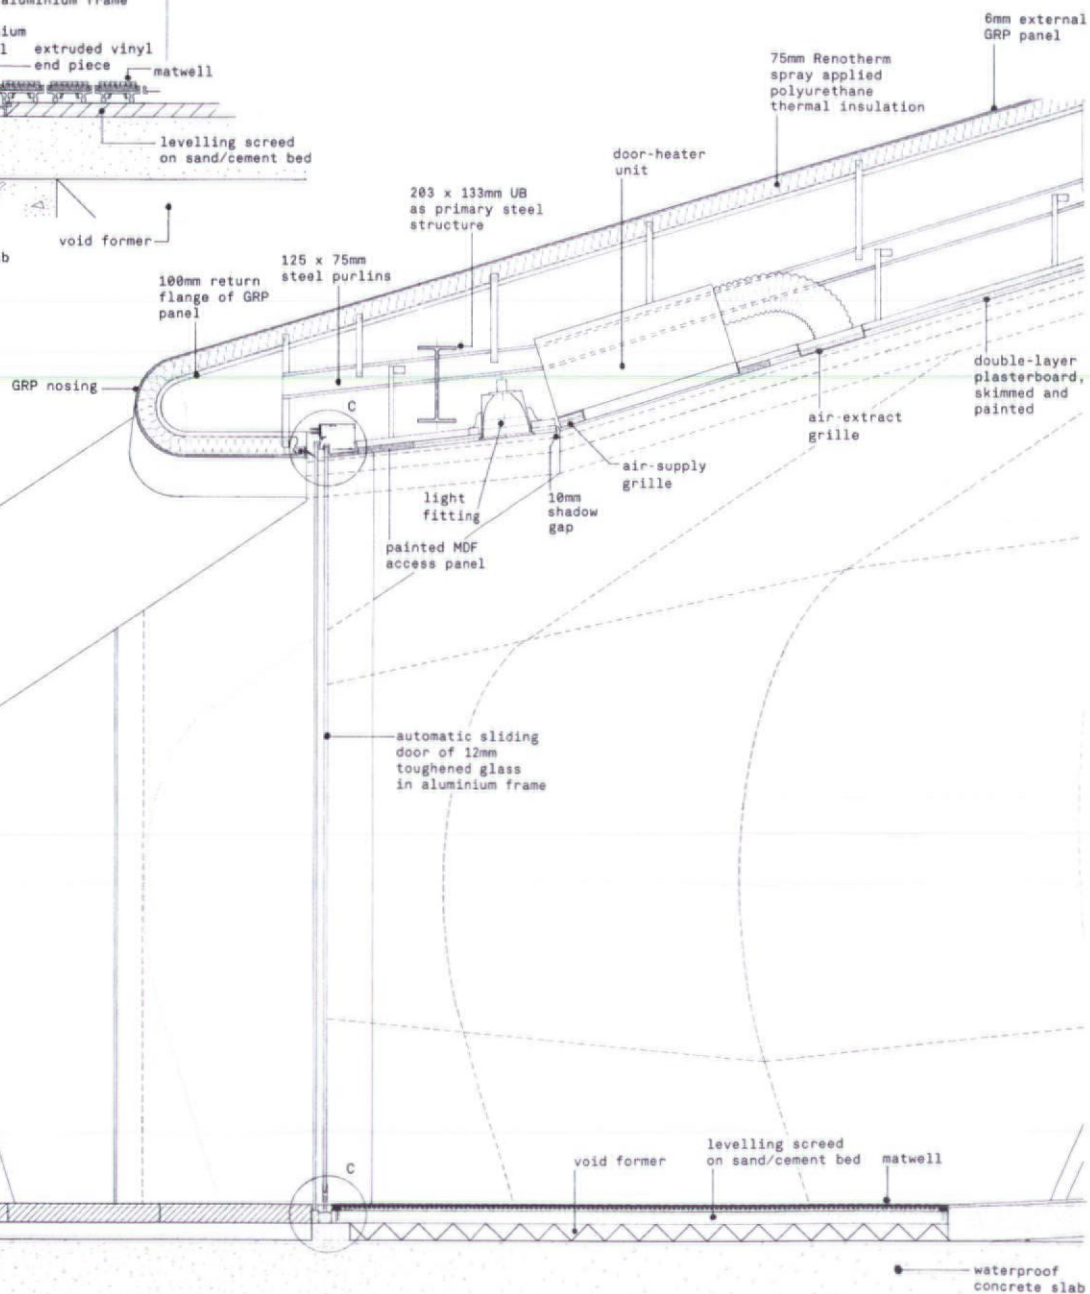 aluminium frame
extruded vinyl
end piece
matwell
levelling screed
on sand/cement bed
void former
6mm external
GRP panel
75mm Renotherm
spray applied
polyurethane
thermal insulation
door-heater
unit
203 x 133mm UB
as primary steel
structure
125 x 75mm
steel purlins
100mm return
flange of GRP
panel
GRP nosing
C
double-layer
plasterboard,
skimmed and
painted
air-extract
grille
air-supply
grille
light
fitting
10mm
shadow
gap
painted MDF
access panel
automatic sliding
door of 12mm
toughened glass
in aluminium frame
C
void former
levelling screed
on sand/cement bed
matwell
waterproof
concrete slab